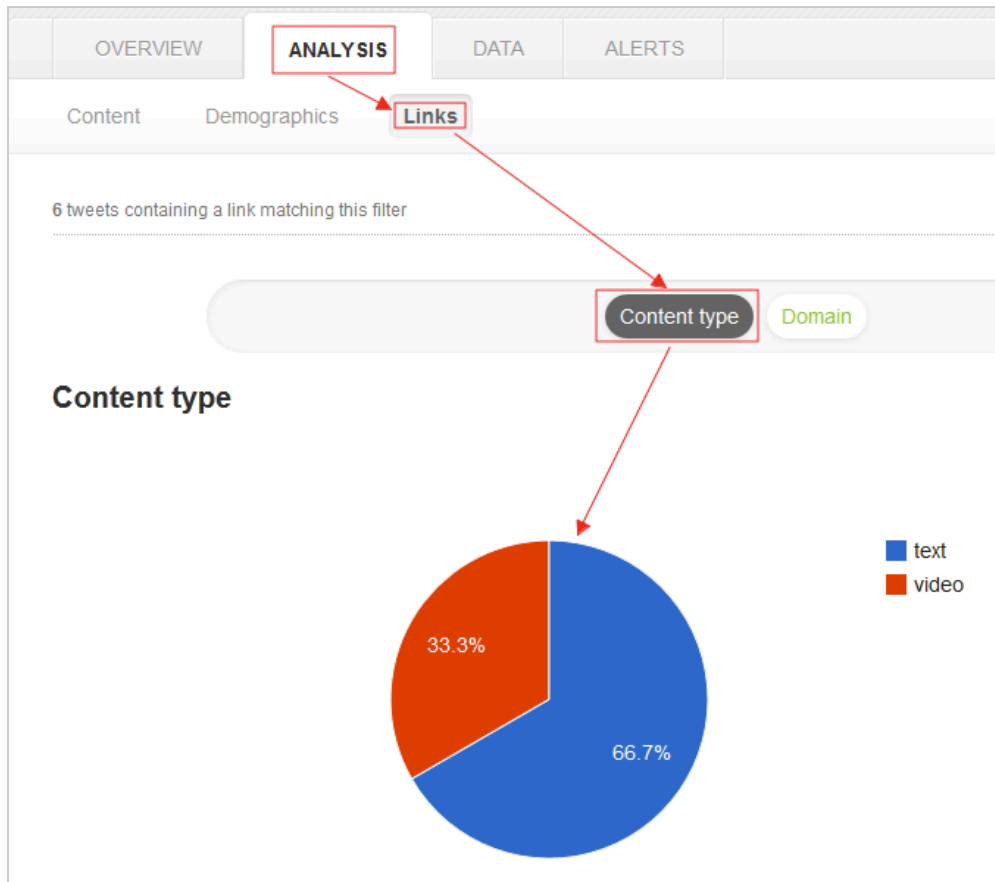 OVERVIEW ANALYSIS DATA ALERTS
Content Demographics Links
6 tweets containing a link matching this filter
Content type Domain
Content type
text
video
33.3%
66.7%